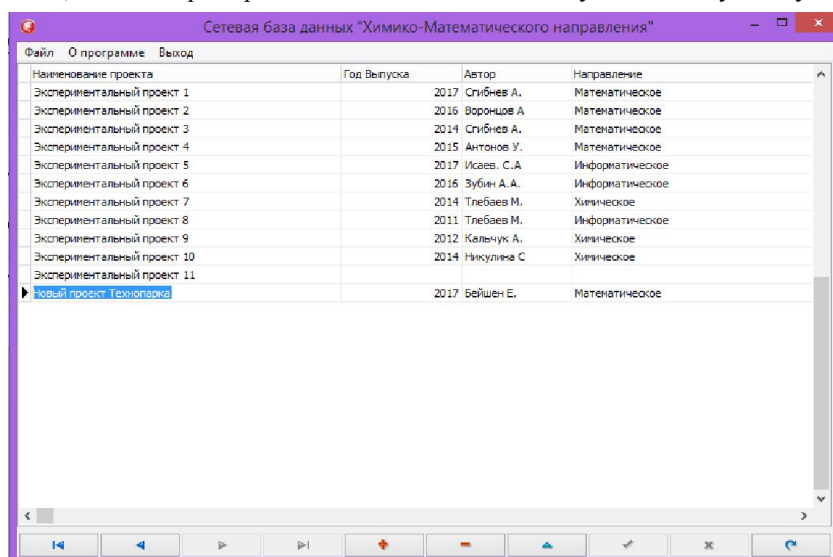 Сетевая база данных "Химико-Математического направления"
Файл О программе Выход
Наименование проекта Год Выпуска Автор Направление
Экспериментальный проект 1 2017 Сгибнев А. Математическое
Экспериментальный проект 2 2016 Воронцов А Математическое
Экспериментальный проект 3 2014 Сгибнев А. Математическое
Экспериментальный проект 4 2015 Антонов У. Математическое
Экспериментальный проект 5 2017 Исаев. С.А Информатическое
Экспериментальный проект 6 2016 Зубин А.А. Информатическое
Экспериментальный проект 7 2014 Тлебаев М. Химическое
Экспериментальный проект 8 2011 Тлебаев М. Информатическое
Экспериментальный проект 9 2012 Кальчук А. Химическое
Экспериментальный проект 10 2014 Никулина С Химическое
Экспериментальный проект 11
Новый проект Технопарка 2017 Бейшен Е. Математическое